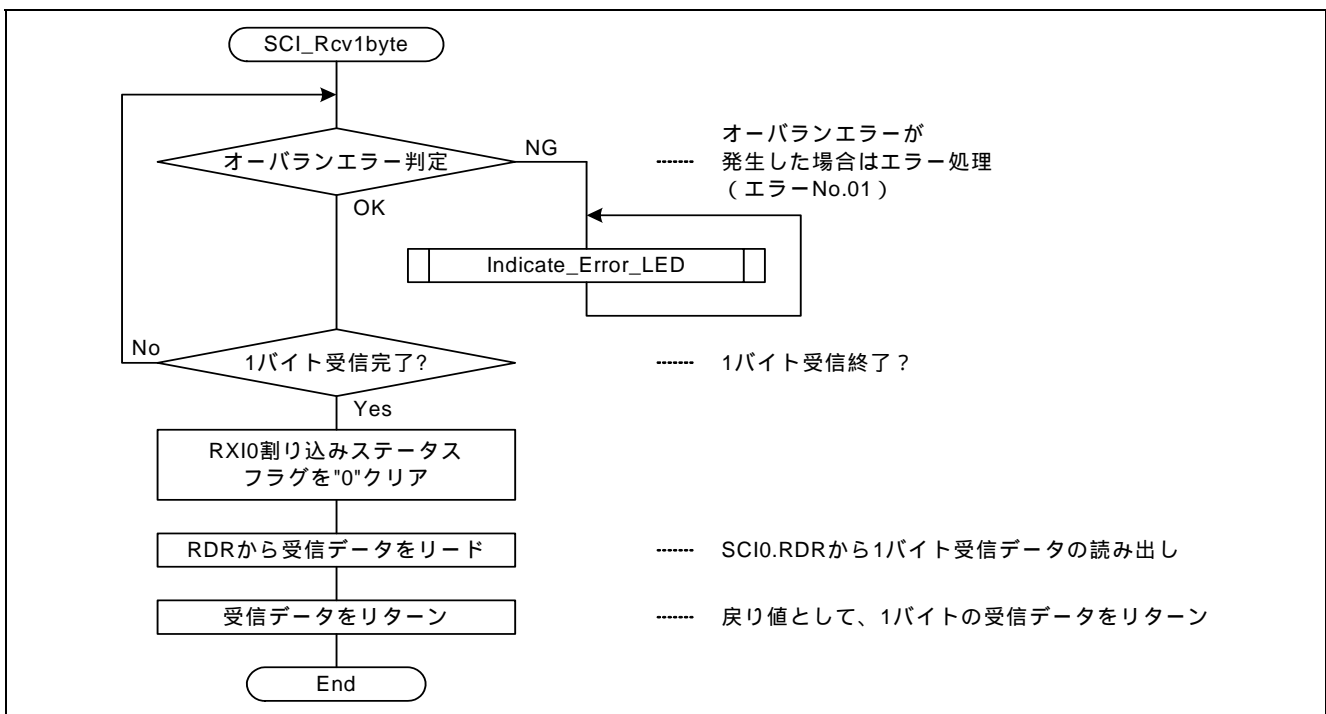 SCI_Rcv1byte
オーバランエラー判定
NG
オーバランエラーが
発生した場合はエラー処理
（エラーNo.01）
OK
Indicate_Error_LED
No
1バイト受信完了?
1バイト受信終了？
Yes
RXI0割り込みステータス
フラグを"0"クリア
RDRから受信データをリード
SCI0.RDRから1バイト受信データの読み出し
受信データをリターン
戻り値として、1バイトの受信データをリターン
End